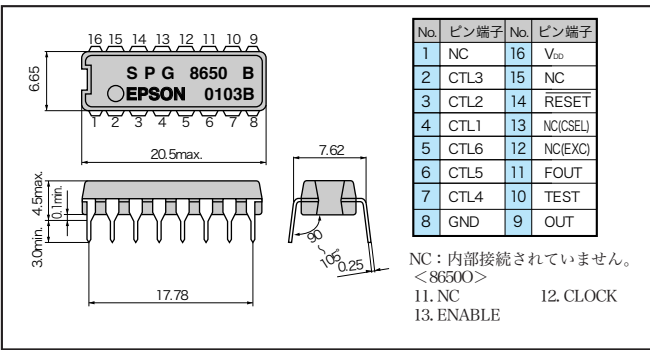 16 15 14 13 12 11 10 9
S P G 8650 B
EPSON 0103B
1 2 3 4 5 6 7 8
6.65
20.5max.
7.62
4.5max.
0.1min.
3.0min.
17.78
90~105°
0.25
No. ピン端子 No. ピン端子
1 NC 16 VDD
2 CTL3 15 NC
3 CTL2 14 RESET
4 CTL1 13 NC(CSEL)
5 CTL6 12 NC(EXC)
6 CTL5 11 FOUT
7 CTL4 10 TEST
8 GND 9 OUT
NC：内部接続されていません。
<8650O>
11. NC 12. CLOCK
13. ENABLE